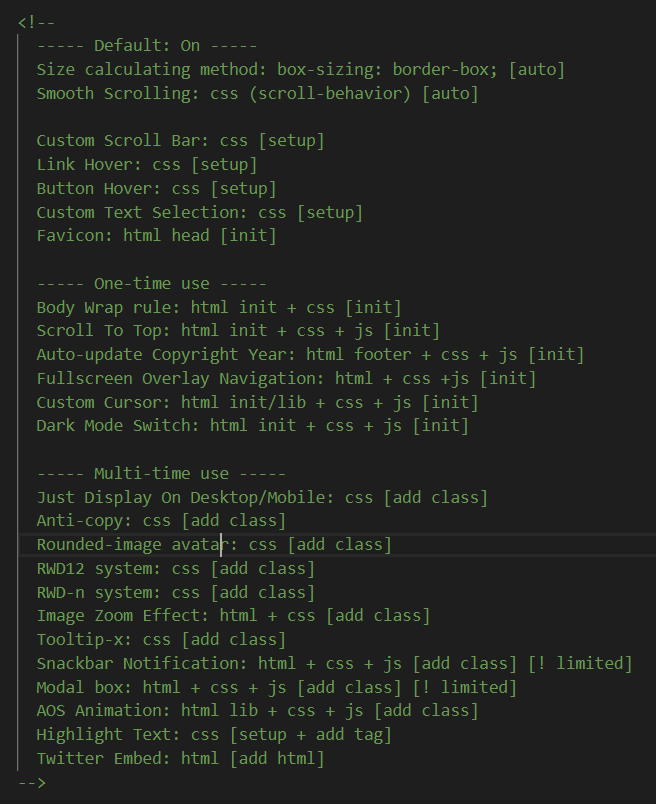 <!--
----- Default: On -----
Size calculating method: box-sizing: border-box; [auto]
Smooth Scrolling: css (scroll-behavior) [auto]
Custom Scroll Bar: css [setup]
Link Hover: css [setup]
Button Hover: css [setup]
Custom Text Selection: css [setup]
Favicon: html head [init]
----- One-time use -----
Body Wrap rule: html init + css [init]
Scroll To Top: html init + css + js [init]
Auto-update Copyright Year: html footer + css + js [init]
Fullscreen Overlay Navigation: html + css +js [init]
Custom Cursor: html init/lib + css + js [init]
Dark Mode Switch: html init + css + js [init]
----- Multi-time use -----
Just Display On Desktop/Mobile: css [add class]
Anti-copy: css [add class]
Rounded-image avatar: css [add class]
RWD12 system: css [add class]
RWD-n system: css [add class]
Image Zoom Effect: html + css [add class]
Tooltip-x: css [add class]
Snackbar Notification: html + css + js [add class] [! limited]
Modal box: html + css + js [add class] [! limited]
AOS Animation: html lib + css + js [add class]
Highlight Text: css [setup + add tag]
Twitter Embed: html [add html]
-->